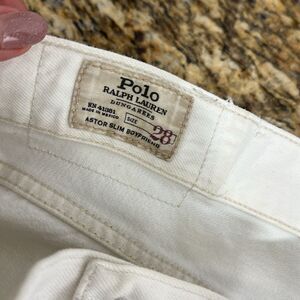 Polo
RALPH LAUREN
DUNGAREES
RN 41381
MADE IN MEXICO
SIZE
28
ASTOR SLIM BOYFRIEND